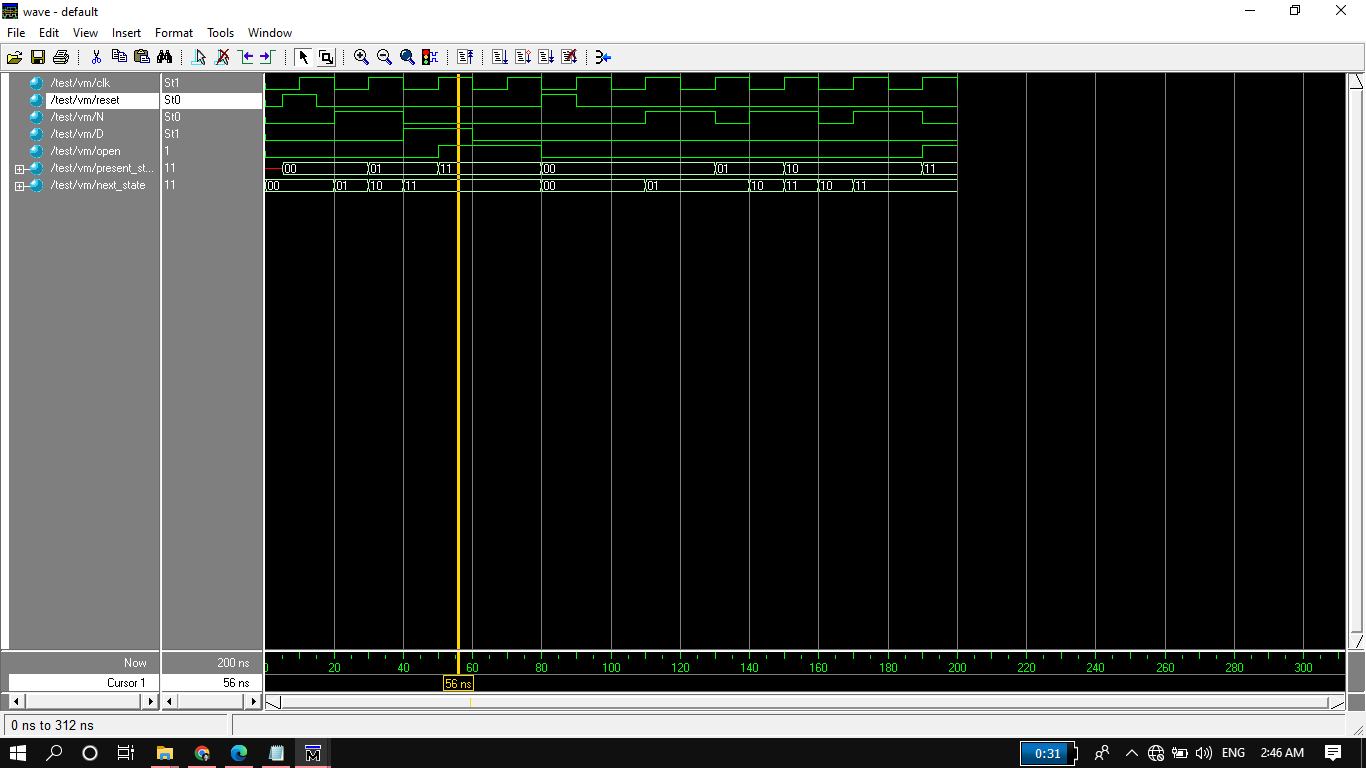 wave - default
File Edit View Insert Format Tools Window
/test/vm/clk St1
/test/vm/reset St0
/test/vm/N St0
/test/vm/D St1
/test/vm/open 1
/test/vm/present_st... 11 00 01 11 00 01 10 11
/test/vm/next_state 11 00 01 10 11 00 01 10 11 10 11
Now 200 ns 20 40 60 80 100 120 140 160 180 200 220 240 260 280 300
Cursor 1 56 ns 56 ns
0 ns to 312 ns
0:31 ENG 2:46 AM